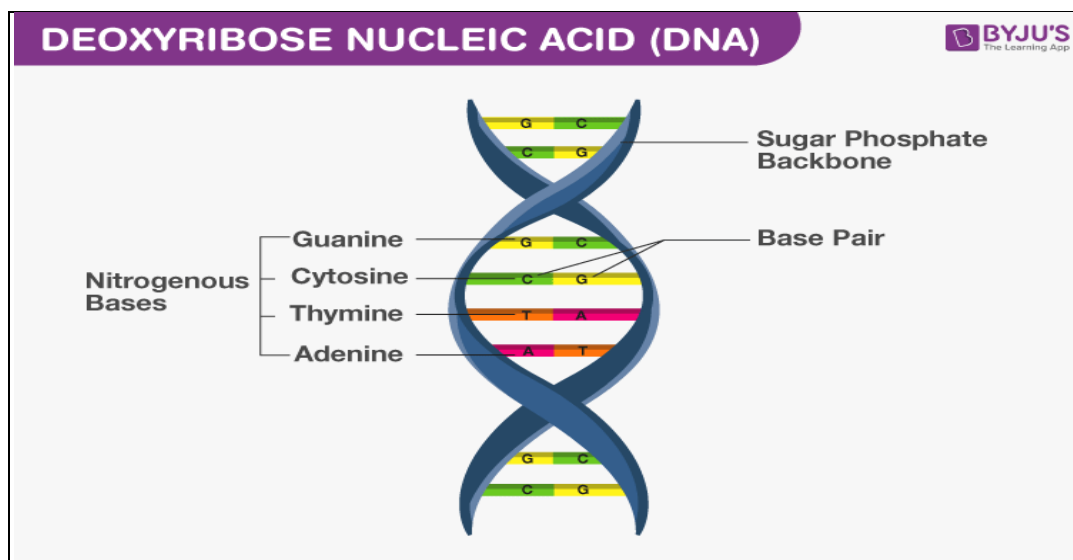 DEOXYRIBOSE NUCLEIC ACID (DNA)
BYJU'S
The Learning App
G C
C G
Sugar Phosphate
Backbone
Guanine
G C
Base Pair
Nitrogenous
Bases
Cytosine
C G
Thymine
T A
Adenine
A T
G C
C G